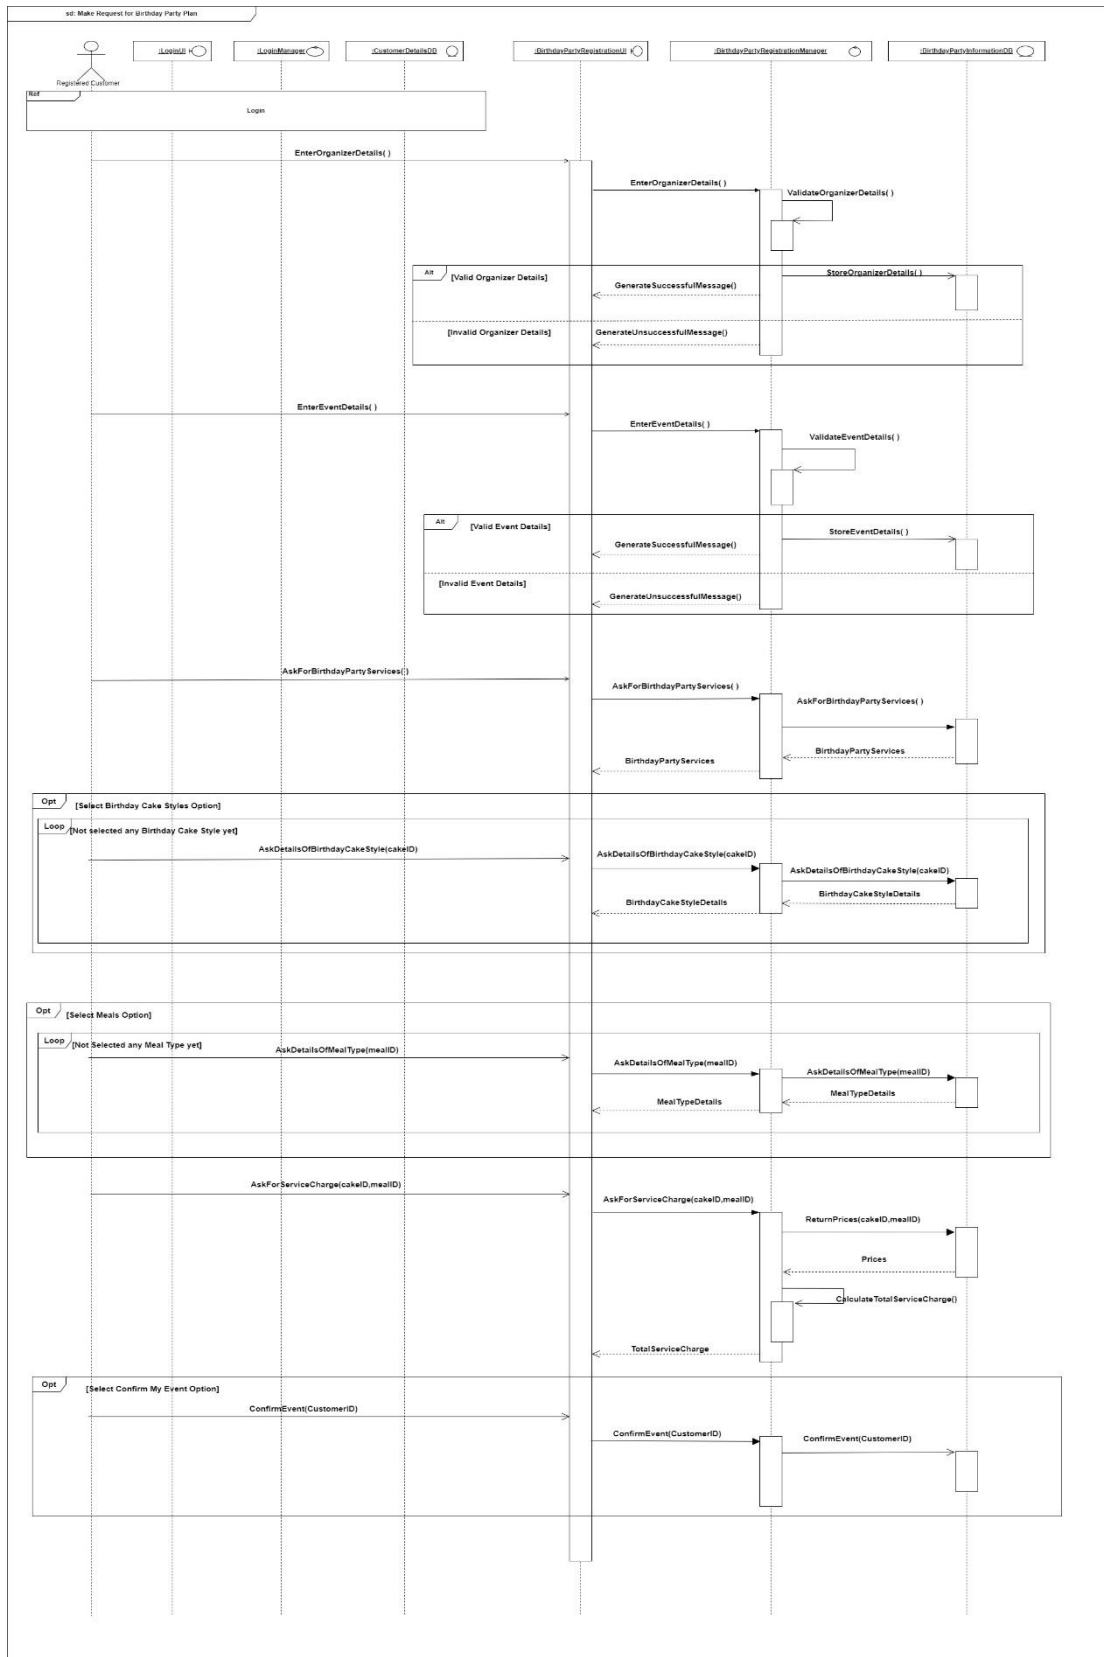 sd: Make Request for Birthday Party Plan
:LoginUI
:LoginManager
:CustomerDetailsDB
:BirthdayPartyRegistrationUI
:BirthdayPartyRegistrationManager
:BirthdayPartyInformationDB
Registered Customer
Ref
Login
EnterOrganizerDetails( )
EnterOrganizerDetails( )
ValidateOrganizerDetails( )
Alt
[Valid Organizer Details]
StoreOrganizerDetails( )
GenerateSuccessfulMessage()
[Invalid Organizer Details]
GenerateUnsuccessfulMessage()
EnterEventDetails( )
EnterEventDetails( )
ValidateEventDetails( )
Alt
[Valid Event Details]
StoreEventDetails( )
GenerateSuccessfulMessage()
[Invalid Event Details]
GenerateUnsuccessfulMessage()
AskForBirthdayPartyServices( )
AskForBirthdayPartyServices( )
AskForBirthdayPartyServices( )
BirthdayPartyServices
BirthdayPartyServices
Opt
[Select Birthday Cake Styles Option]
Loop
[Not selected any Birthday Cake Style yet]
AskDetailsOfBirthdayCakeStyle(cakeID)
AskDetailsOfBirthdayCakeStyle(cakeID)
AskDetailsOfBirthdayCakeStyle(cakeID)
BirthdayCakeStyleDetails
BirthdayCakeStyleDetails
Opt
[Select Meals Option]
Loop
[Not Selected any Meal Type yet]
AskDetailsOfMealType(mealID)
AskDetailsOfMealType(mealID)
AskDetailsOfMealType(mealID)
MealTypeDetails
MealTypeDetails
AskForServiceCharge(cakeID,mealID)
AskForServiceCharge(cakeID,mealID)
ReturnPrices(cakeID,mealID)
Prices
CalculateTotalServiceCharge()
TotalServiceCharge
Opt
[Select Confirm My Event Option]
ConfirmEvent(CustomerID)
ConfirmEvent(CustomerID)
ConfirmEvent(CustomerID)